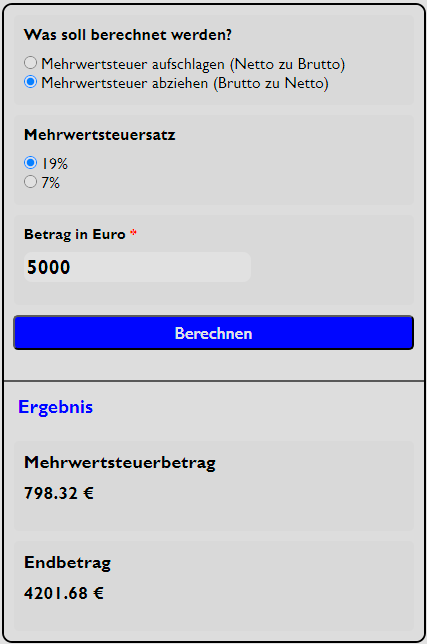 Was soll berechnet werden?
Mehrwertsteuer aufschlagen (Netto zu Brutto)
Mehrwertsteuer abziehen (Brutto zu Netto)
Mehrwertsteuersatz
19%
7%
Betrag in Euro *
5000
Berechnen
Ergebnis
Mehrwertsteuerbetrag
798.32 €
Endbetrag
4201.68 €